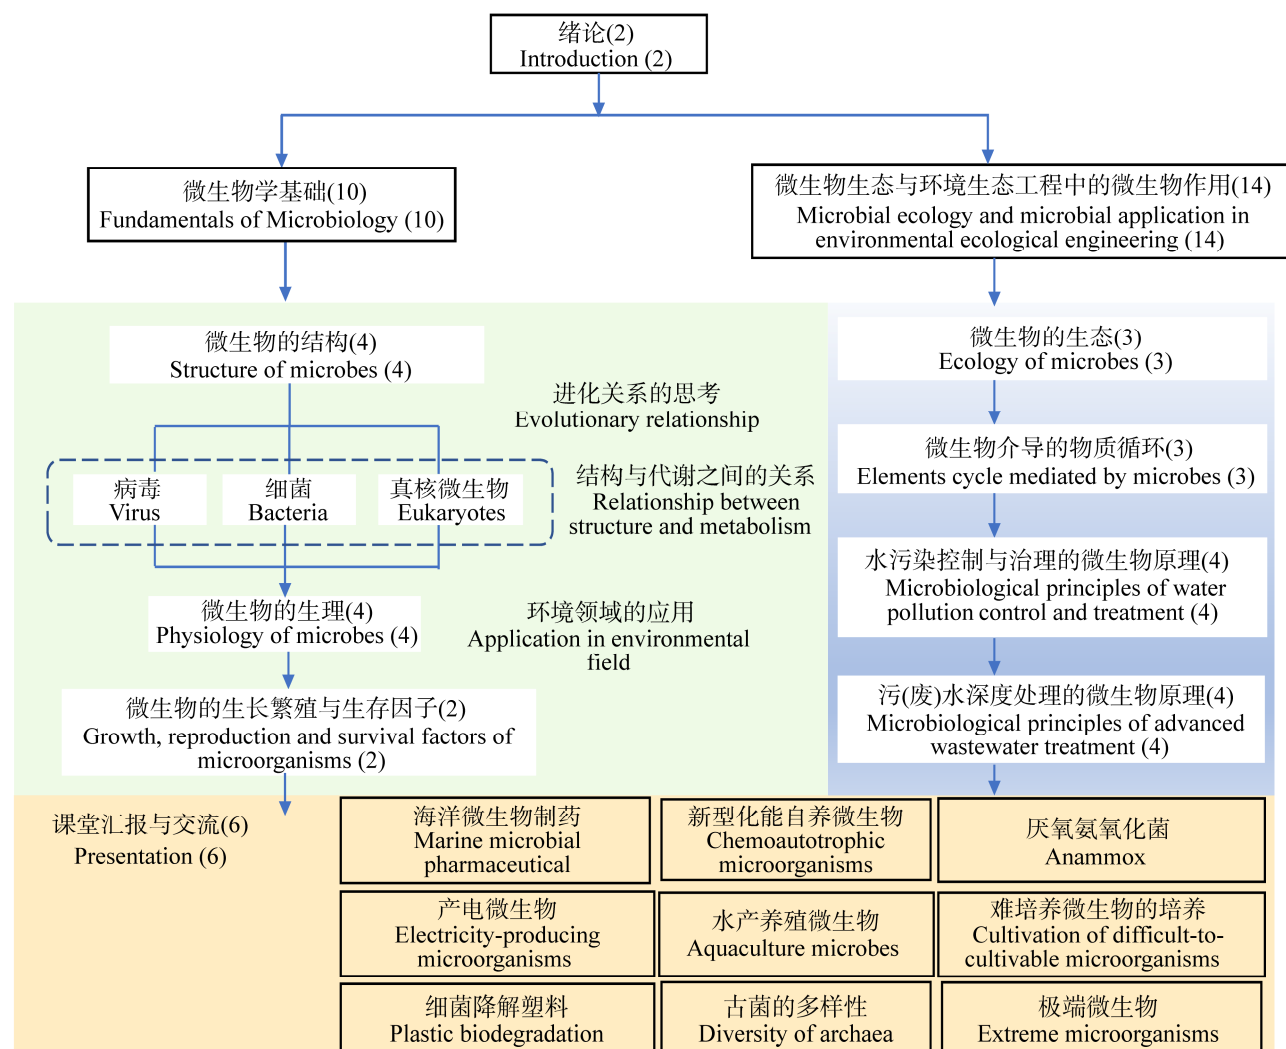 绪论(2)
Introduction (2)
微生物学基础(10)
Fundamentals of Microbiology (10)
微生物生态与环境生态工程中的微生物作用(14)
Microbial ecology and microbial application in
environmental ecological engineering (14)
微生物的结构(4)
Structure of microbes (4)
进化关系的思考
Evolutionary relationship
病毒
Virus
细菌
Bacteria
真核微生物
Eukaryotes
结构与代谢之间的关系
Relationship between
structure and metabolism
微生物的生理(4)
Physiology of microbes (4)
环境领域的应用
Application in environmental
field
微生物的生长繁殖与生存因子(2)
Growth, reproduction and survival factors of
microorganisms (2)
微生物的生态(3)
Ecology of microbes (3)
微生物介导的物质循环(3)
Elements cycle mediated by microbes (3)
水污染控制与治理的微生物原理(4)
Microbiological principles of water
pollution control and treatment (4)
污(废)水深度处理的微生物原理(4)
Microbiological principles of advanced
wastewater treatment (4)
课堂汇报与交流(6)
Presentation (6)
海洋微生物制药
Marine microbial
pharmaceutical
新型化能自养微生物
Chemoautotrophic
microorganisms
厌氧氨氧化菌
Anammox
产电微生物
Electricity-producing
microorganisms
水产养殖微生物
Aquaculture microbes
难培养微生物的培养
Cultivation of difficult-to-
cultivable microorganisms
细菌降解塑料
Plastic biodegradation
古菌的多样性
Diversity of archaea
极端微生物
Extreme microorganisms